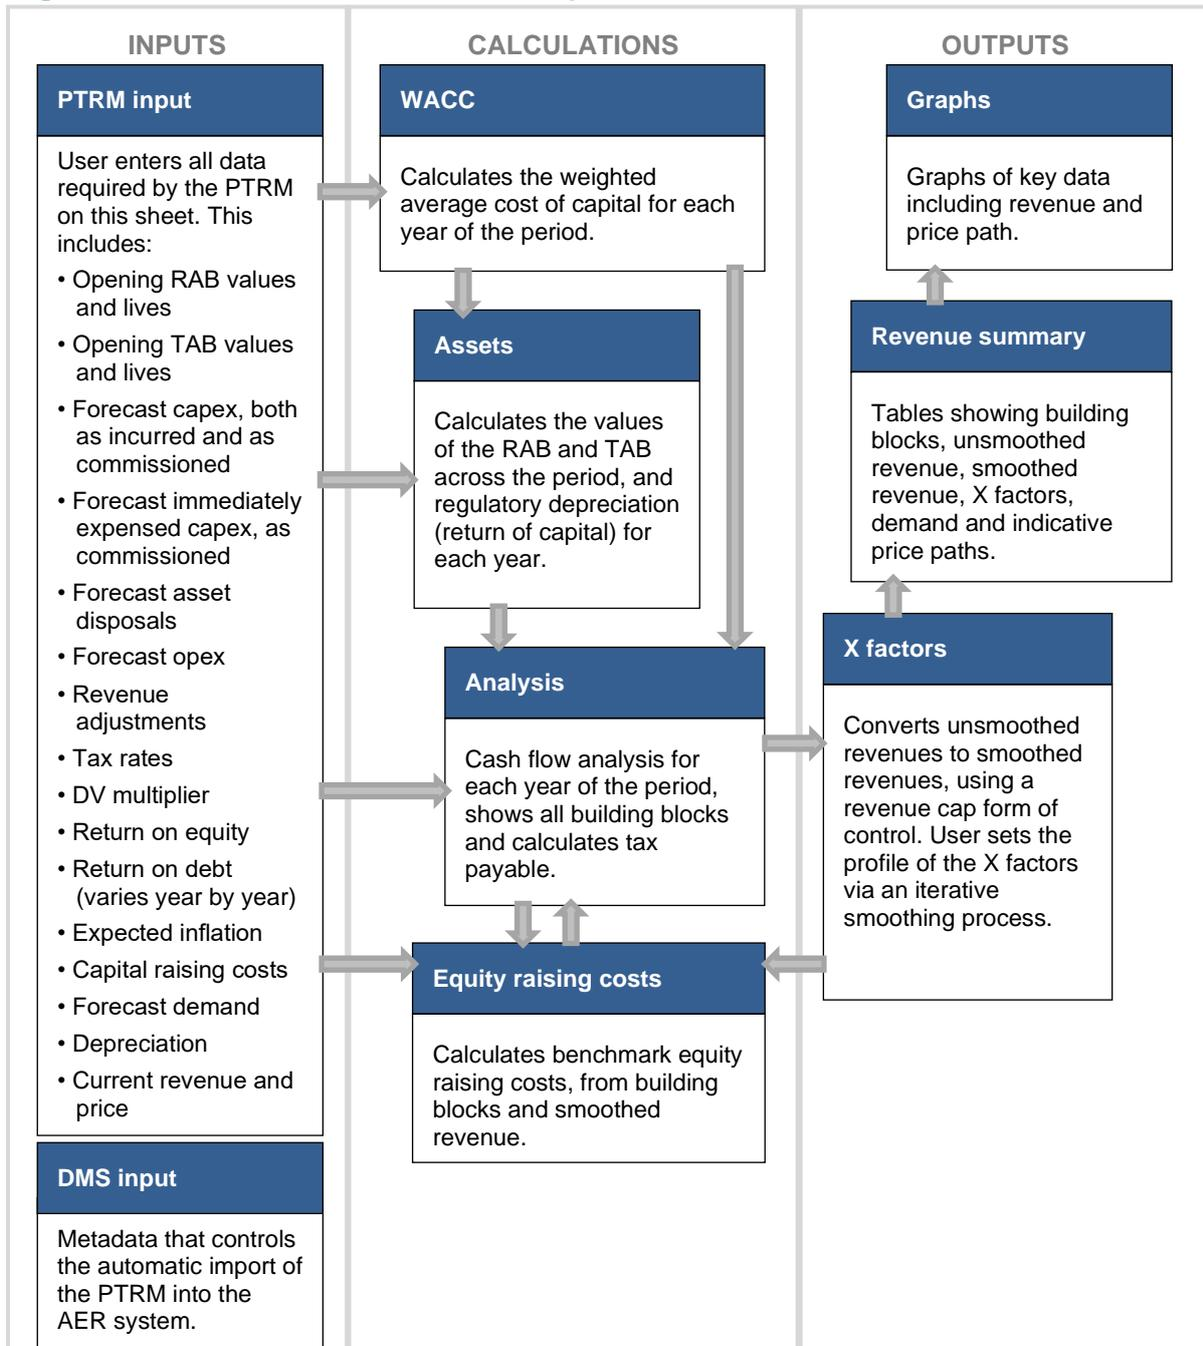 INPUTS
PTRM input
User enters all data
required by the PTRM
on this sheet. This
includes:
• Opening RAB values
and lives
• Opening TAB values
and lives
• Forecast capex, both
as incurred and as
commissioned
• Forecast immediately
expensed capex, as
commissioned
• Forecast asset
disposals
• Forecast opex
• Revenue
adjustments
• Tax rates
• DV multiplier
• Return on equity
• Return on debt
(varies year by year)
• Expected inflation
• Capital raising costs
• Forecast demand
• Depreciation
• Current revenue and
price
DMS input
Metadata that controls
the automatic import of
the PTRM into the
AER system.
CALCULATIONS
WACC
Calculates the weighted
average cost of capital for each
year of the period.
Assets
Calculates the values
of the RAB and TAB
across the period, and
regulatory depreciation
(return of capital) for
each year.
Analysis
Cash flow analysis for
each year of the period,
shows all building blocks
and calculates tax
payable.
Equity raising costs
Calculates benchmark equity
raising costs, from building
blocks and smoothed
revenue.
OUTPUTS
Graphs
Graphs of key data
including revenue and
price path.
Revenue summary
Tables showing building
blocks, unsmoothed
revenue, smoothed
revenue, X factors,
demand and indicative
price paths.
X factors
Converts unsmoothed
revenues to smoothed
revenues, using a
revenue cap form of
control. User sets the
profile of the X factors
via an iterative
smoothing process.